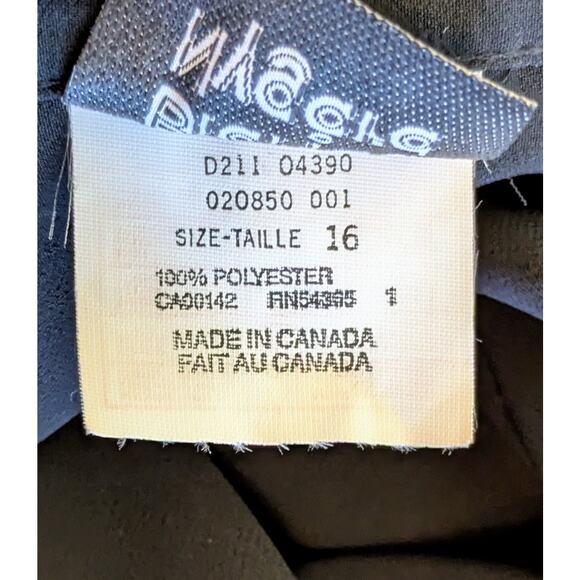 D211 04390
020850 001
SIZE-TAILLE 16
100% POLYESTER
CA00142 RN54395 1
MADE IN CANADA
FAIT AU CANADA